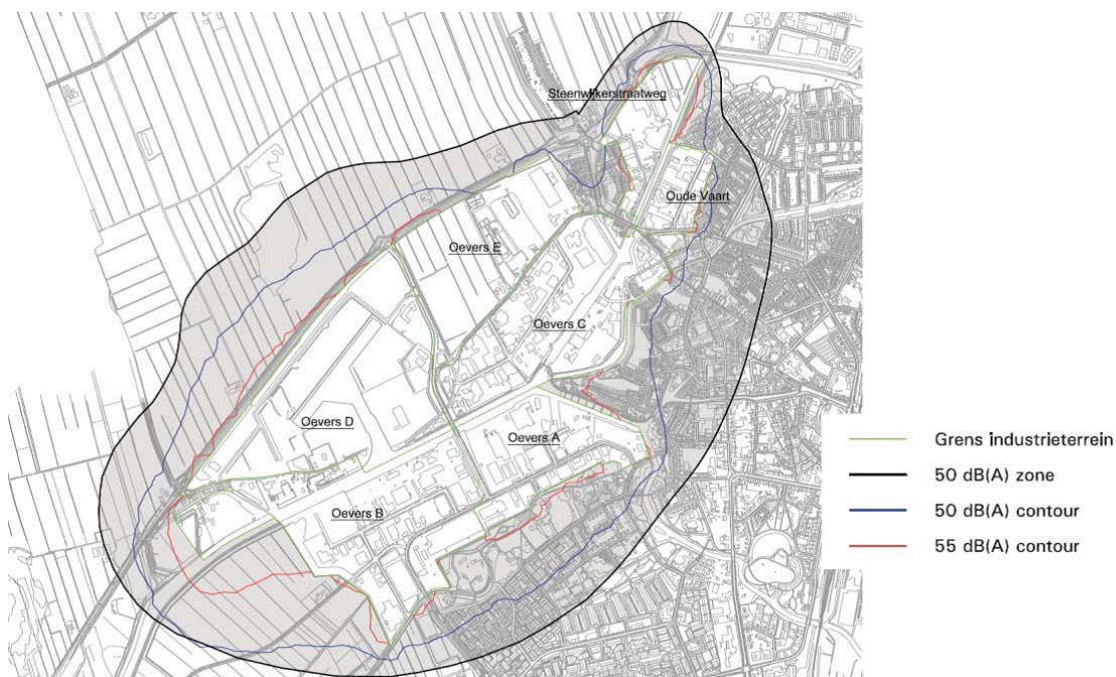 Steenwijkerstraatweg
Oude Vaart
Oevers E
Oevers C
Oevers D
Oevers A
Oevers B
Grens industrieterrein
50 dB(A) zone
50 dB(A) contour
55 dB(A) contour